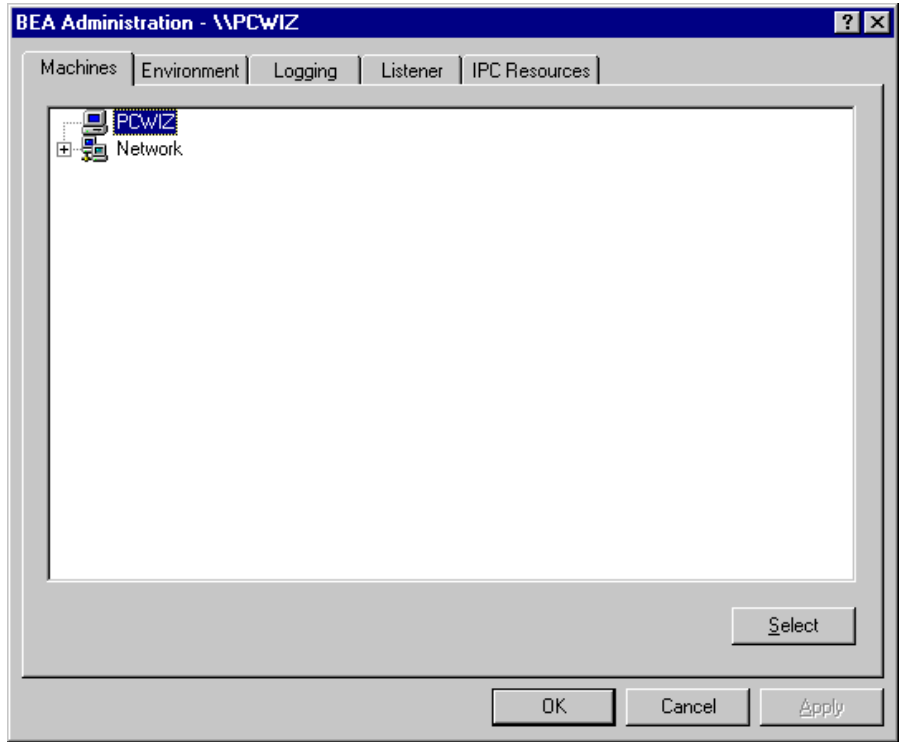 BEA Administration - \\PCWIZ
Machines Environment Logging Listener IPC Resources
PCWIZ
Network
Select
OK Cancel Apply